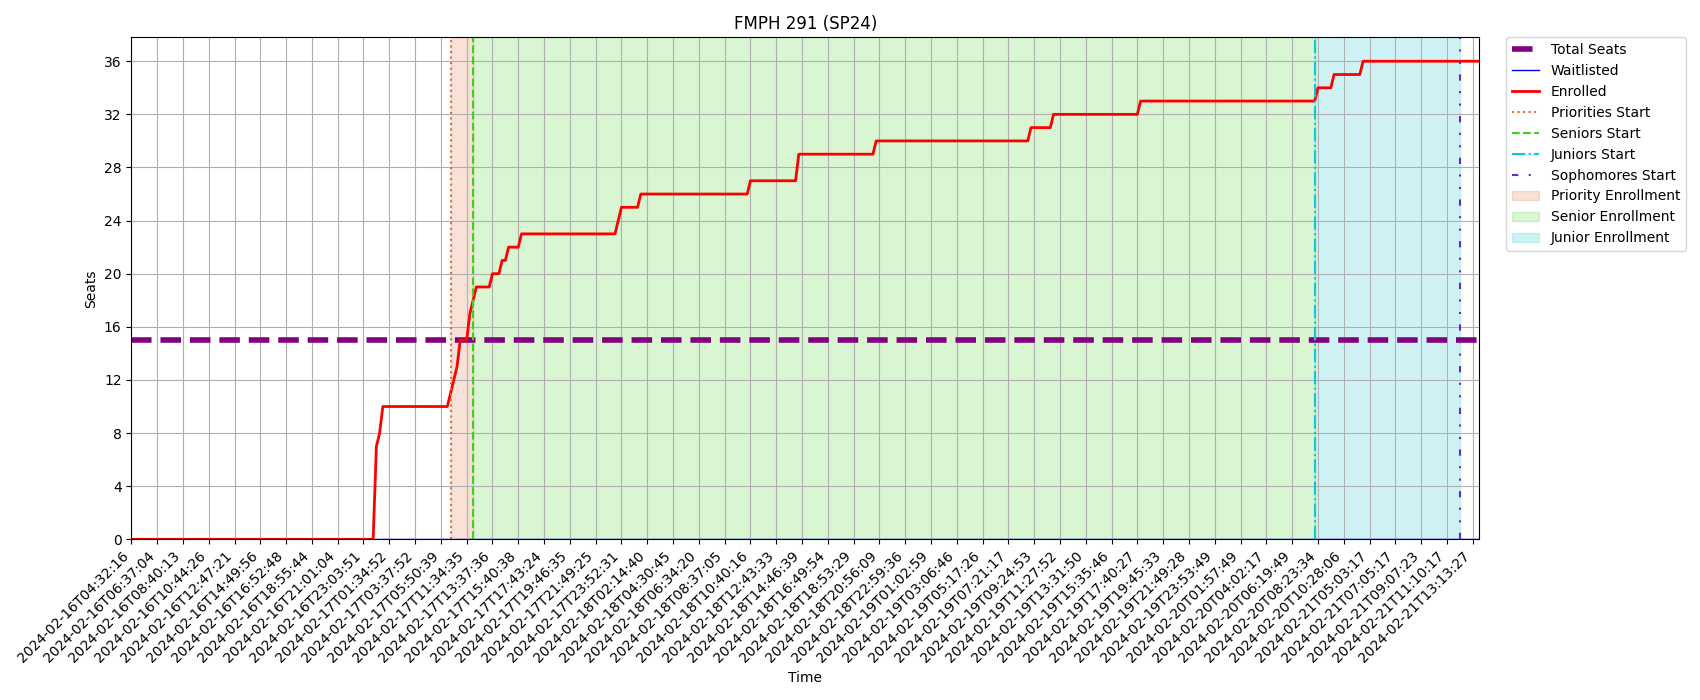 FMPH 291 (SP24)
Total Seats
Waitlisted
Enrolled
Priorities Start
Seniors Start
Juniors Start
Sophomores Start
Priority Enrollment
Senior Enrollment
Junior Enrollment
Seats
36
32
28
24
20
16
12
8
4
0
2024-02-16T04:32:16
2024-02-16T06:37:04
2024-02-16T08:40:13
2024-02-16T10:44:26
2024-02-16T12:47:21
2024-02-16T14:49:56
2024-02-16T16:52:48
2024-02-16T18:55:44
2024-02-16T21:01:04
2024-02-16T23:03:51
2024-02-17T01:34:52
2024-02-17T03:37:52
2024-02-17T05:50:39
2024-02-17T11:34:35
2024-02-17T13:37:36
2024-02-17T15:40:38
2024-02-17T17:43:24
2024-02-17T19:46:35
2024-02-17T21:49:25
2024-02-17T23:52:31
2024-02-18T02:14:40
2024-02-18T04:30:45
2024-02-18T06:34:20
2024-02-18T08:37:05
2024-02-18T10:40:16
2024-02-18T12:43:33
2024-02-18T14:46:39
2024-02-18T16:49:54
2024-02-18T18:53:29
2024-02-18T20:56:09
2024-02-18T22:59:36
2024-02-19T01:02:59
2024-02-19T03:06:46
2024-02-19T05:17:26
2024-02-19T07:21:17
2024-02-19T09:24:53
2024-02-19T11:27:52
2024-02-19T13:31:50
2024-02-19T15:35:46
2024-02-19T17:40:27
2024-02-19T19:45:33
2024-02-19T21:49:28
2024-02-19T23:53:49
2024-02-20T01:57:49
2024-02-20T04:02:17
2024-02-20T06:19:49
2024-02-20T08:23:34
2024-02-20T10:28:06
2024-02-21T05:03:17
2024-02-21T07:05:17
2024-02-21T09:07:23
2024-02-21T11:10:17
2024-02-21T13:13:27
Time